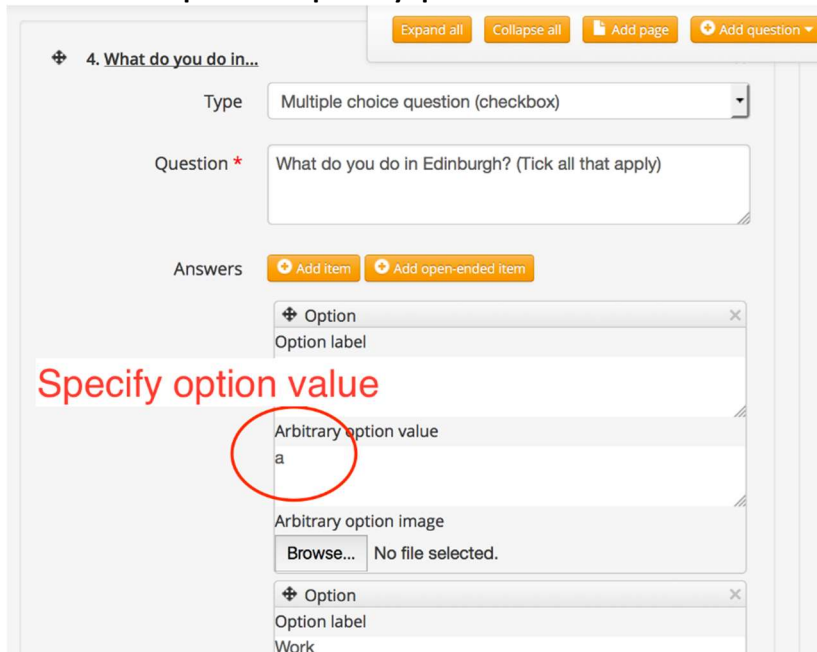 Expand all Collapse all Add page Add question
4. What do you do in...
Type Multiple choice question (checkbox)
Question * What do you do in Edinburgh? (Tick all that apply)
Answers Add item Add open-ended item
Option
Option label
Specify option value
Arbitrary option value
a
Arbitrary option image
Browse... No file selected.
Option
Option label
Work